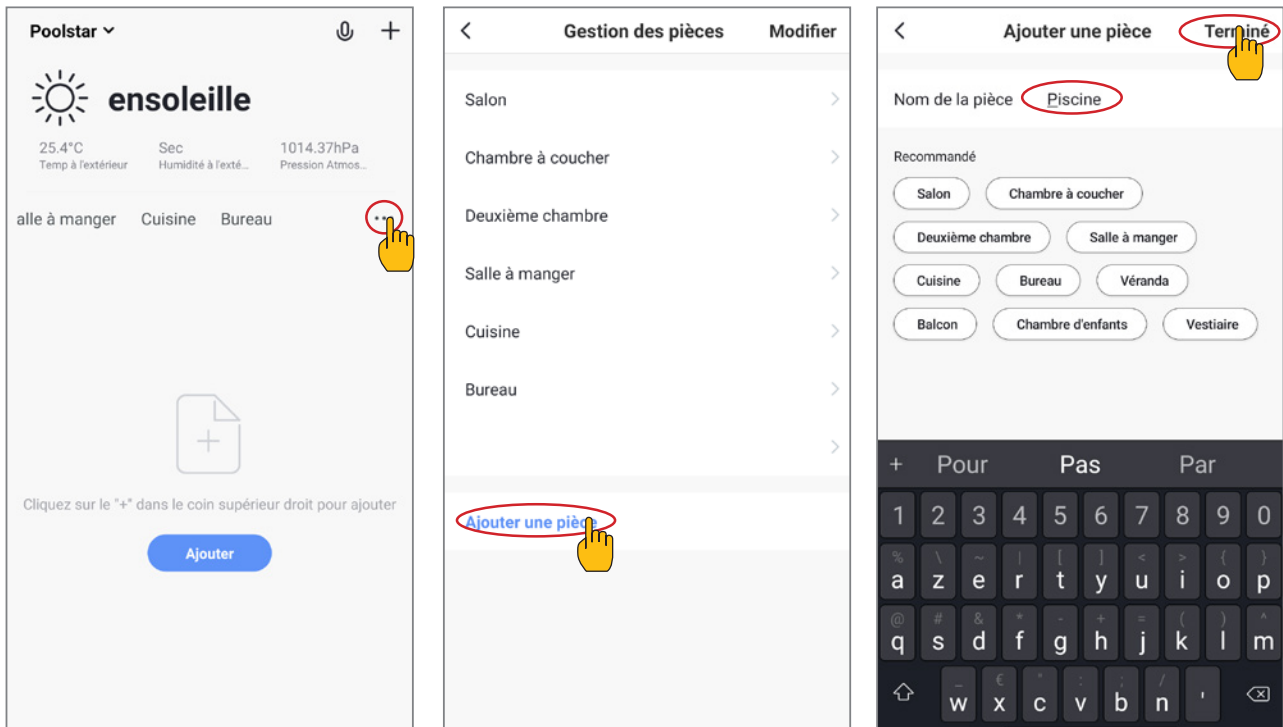 Poolstar
ensoleille
25.4°C Sec 1014.37hPa
Temp à l'extérieur Humidité à l'exté... Pression Atmos...
alle à manger Cuisine Bureau ...
Cliquez sur le "+" dans le coin supérieur droit pour ajouter
Ajouter
Gestion des pièces Modifier
Salon
Chambre à coucher
Deuxième chambre
Salle à manger
Cuisine
Bureau
Ajouter une pièce
Ajouter une pièce Terminé
Nom de la pièce Piscine
Recommandé
Salon Chambre à coucher
Deuxième chambre Salle à manger
Cuisine Bureau Véranda
Balcon Chambre d'enfants Vestiaire
+ Pour Pas Par
1 2 3 4 5 6 7 8 9 0
% \ ~ | [ ] < > { }
a z e r t y u i o p
@ # & * - + = ( ) ^
q s d f g h j k l m
_ € " : ; /
w x c v b n '